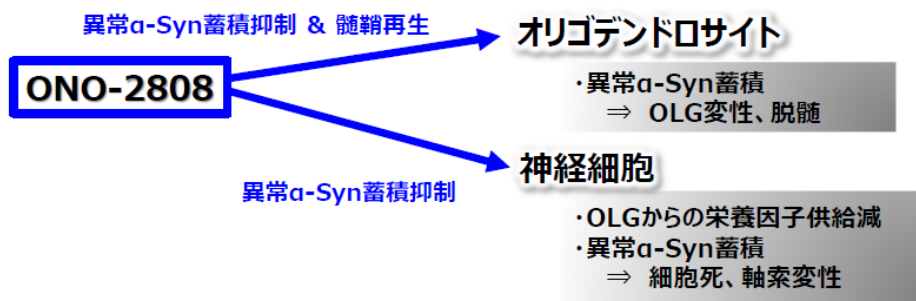 異常α-Syn蓄積抑制 & 髄鞘再生
オリゴデンドロサイト
ONO-2808
・異常α-Syn蓄積
⇒ OLG変性、脱髄
神経細胞
異常α-Syn蓄積抑制
・OLGからの栄養因子供給減
・異常α-Syn蓄積
⇒ 細胞死、軸索変性